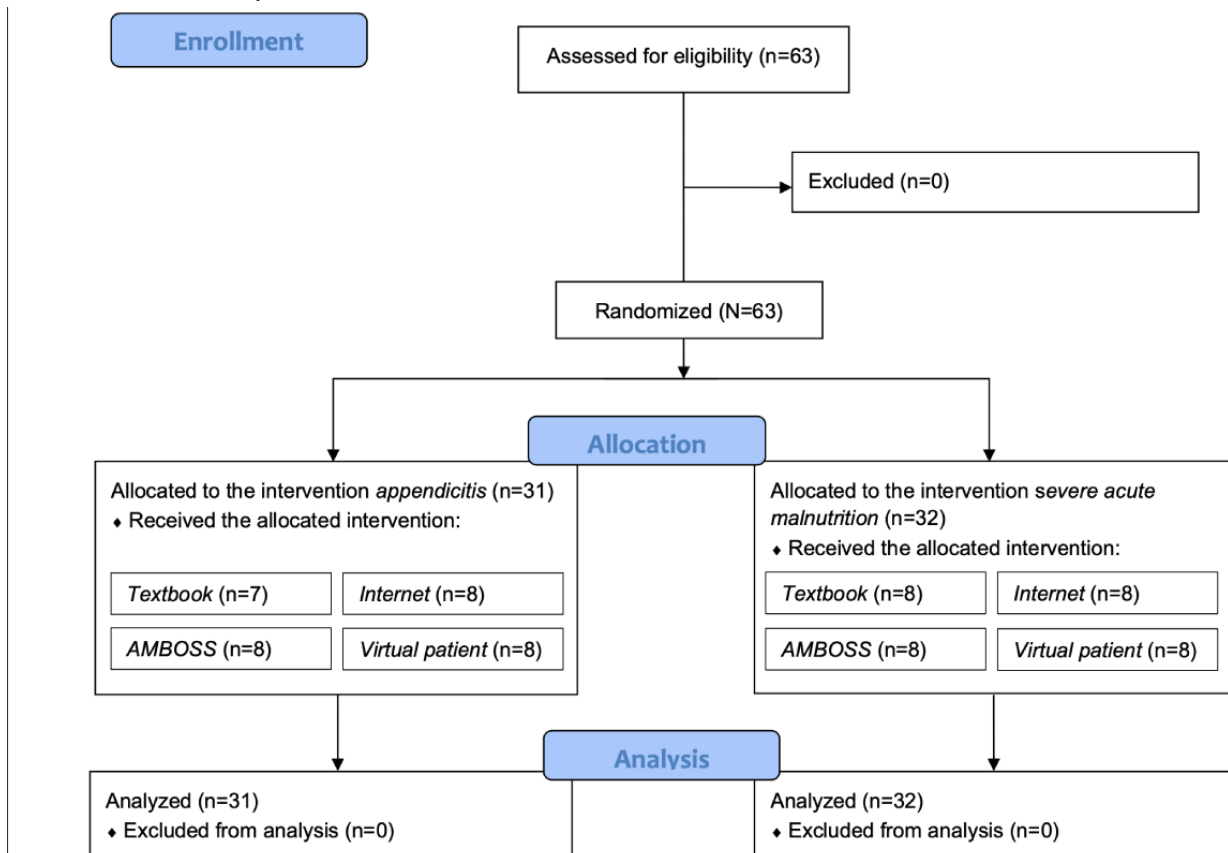 Enrollment
Assessed for eligibility (n=63)
Excluded (n=0)
Randomized (N=63)
Allocation
Allocated to the intervention appendicitis (n=31)
♦ Received the allocated intervention:
Textbook (n=7)
Internet (n=8)
AMBOSS (n=8)
Virtual patient (n=8)
Allocated to the intervention severe acute
malnutrition (n=32)
♦ Received the allocated intervention:
Textbook (n=8)
Internet (n=8)
AMBOSS (n=8)
Virtual patient (n=8)
Analysis
Analyzed (n=31)
♦ Excluded from analysis (n=0)
Analyzed (n=32)
♦ Excluded from analysis (n=0)